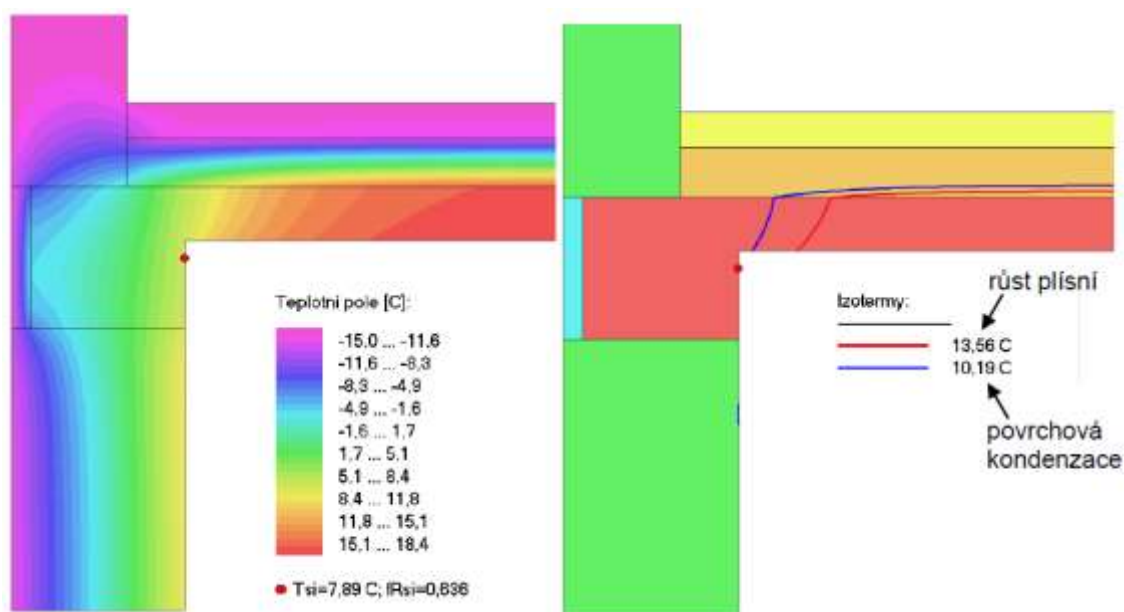 Teplotní pole [C]:
-15,0 ... -11,6
-11,6 ... -8,3
-8,3 ... -4,9
-4,9 ... -1,6
-1,6 ... 1,7
1,7 ... 5,1
5,1 ... 8,4
8,4 ... 11,8
11,8 ... 15,1
15,1 ... 18,4
Tsi=7,89 C; fRsi=0,636
růst plísní
Izotermy:
13,56 C
10,19 C
povrchová
kondenzace